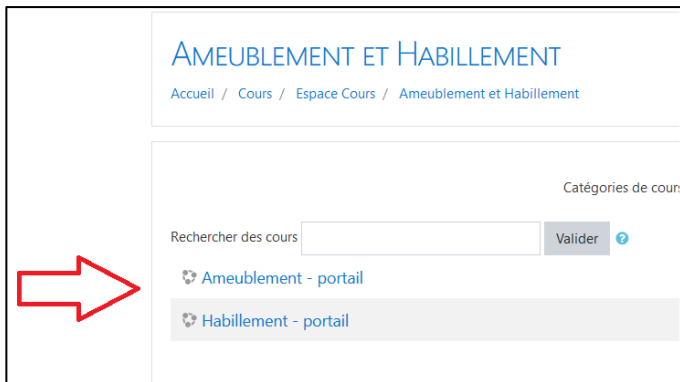 Ameublement et Habillement
Accueil / Cours / Espace Cours / Ameublement et Habillement
Catégories de cours
Rechercher des cours Valider ?
Ameublement - portail
Habillement - portail